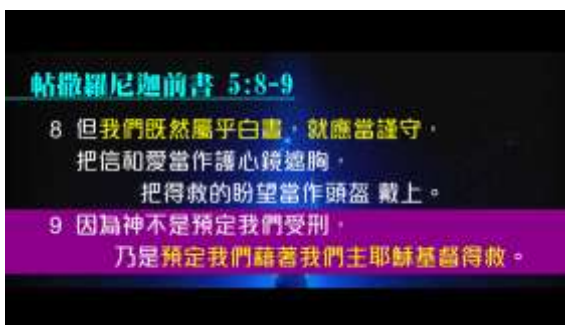 帖撒羅尼迦前書 5:8-9
8 但我們既然屬乎白晝，就應當謹守，
把信和愛當作護心鏡遮胸，
把得救的盼望當作頭盔 戴上。
9 因為神不是預定我們受刑，
乃是預定我們藉著我們主耶穌基督得救。